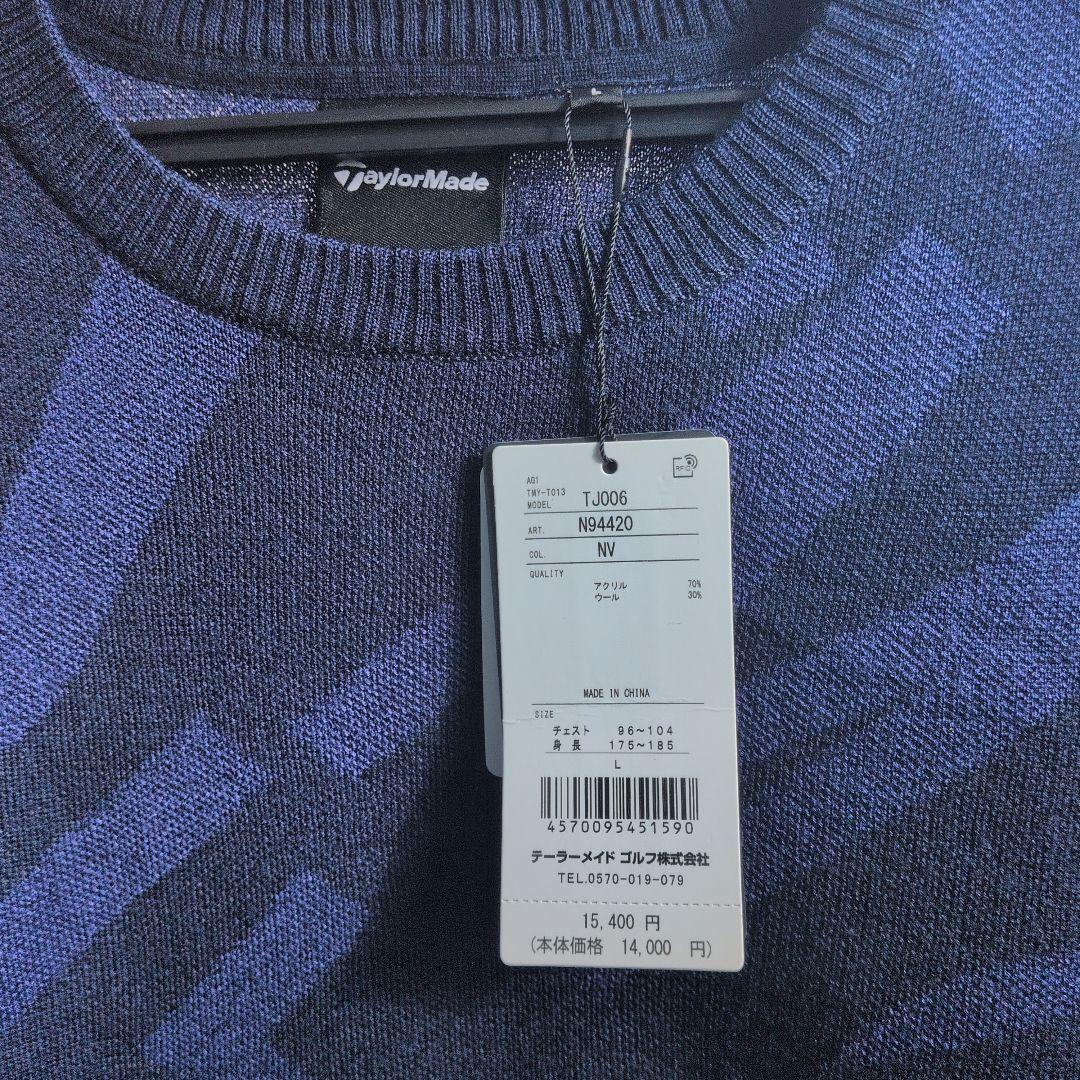 L
TaylorMade
RFID
AG1
TMY-T013
MODEL TJ006
ART. N94420
COL. NV
QUALITY
アクリル 70%
ウール 30%
MADE IN CHINA
SIZE
チェスト 96~104
身長 175~185
L
4570095451590
テーラーメイド ゴルフ株式会社
TEL.0570-019-079
15,400 円
(本体価格 14,000 円)